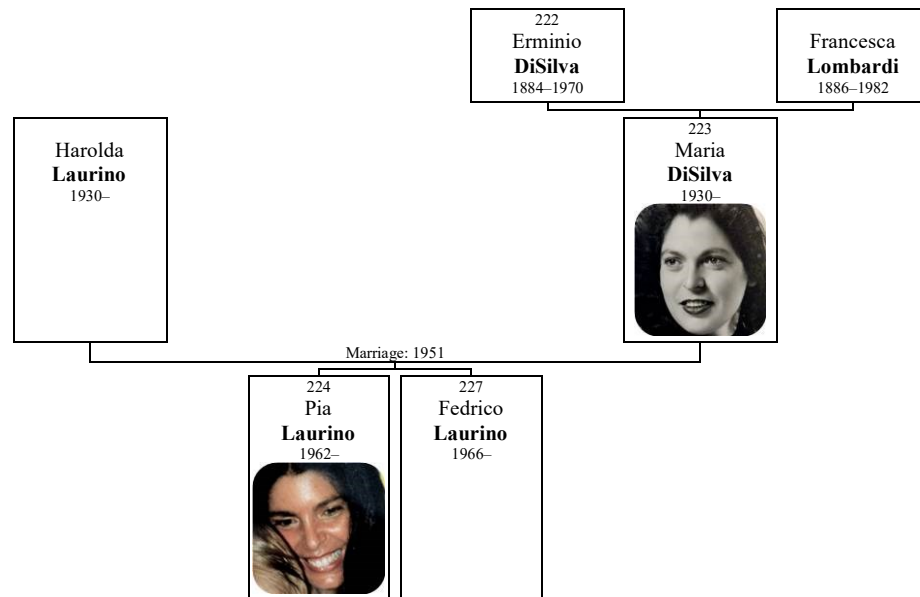 222
Erminio
DiSilva
1884–1970
Francesca
Lombardi
1886–1982
Harolda
Laurino
1930–
223
Maria
DiSilva
1930–
Marriage: 1951
224
Pia
Laurino
1962–
227
Fedrico
Laurino
1966–